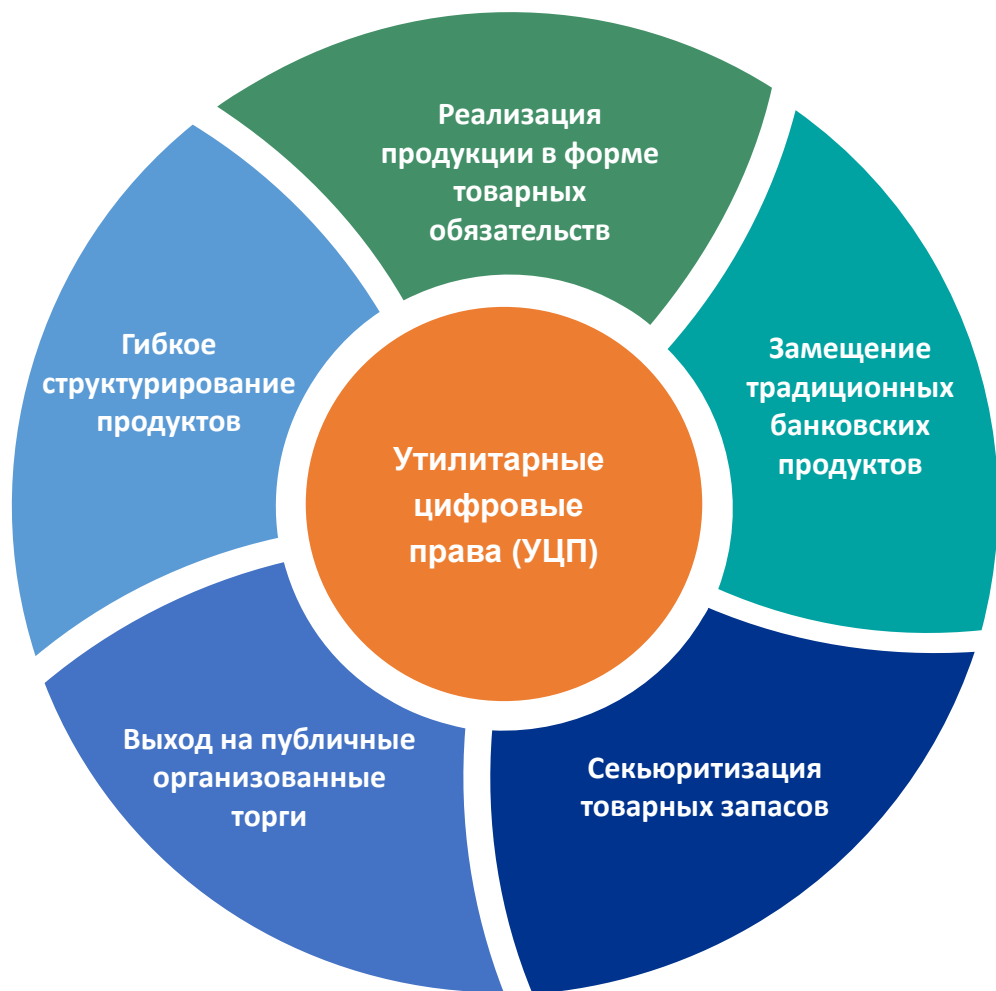 Реализация
продукции в форме
товарных
обязательств
Замещение
традиционных
банковских
продуктов
Секьюритизация
товарных запасов
Выход на публичные
организованные
торги
Гибкое
структурирование
продуктов
Утилитарные
цифровые
права (УЦП)